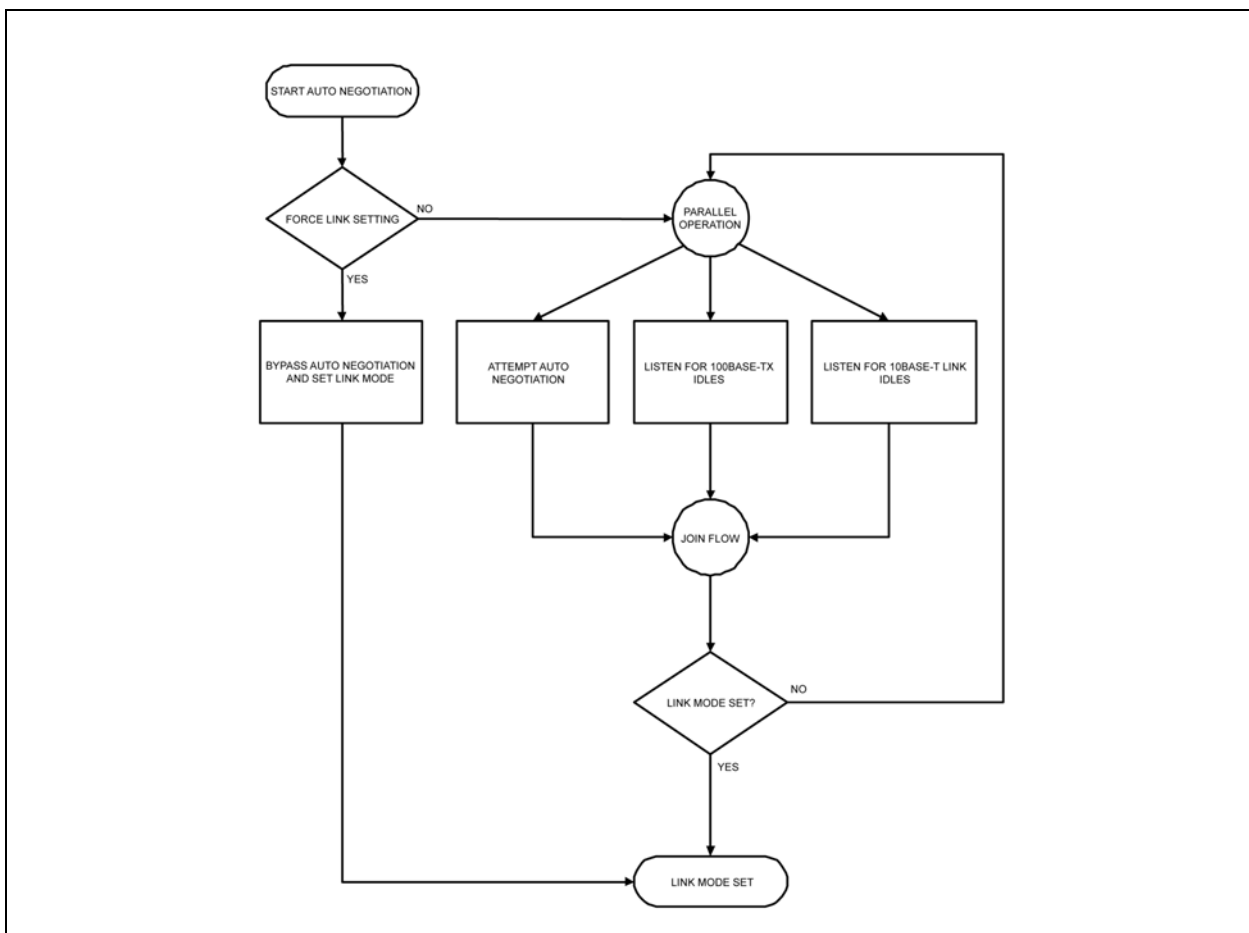 START AUTO NEGOTIATION
FORCE LINK SETTING
NO
PARALLEL
OPERATION
YES
BYPASS AUTO NEGOTIATION
AND SET LINK MODE
ATTEMPT AUTO
NEGOTIATION
LISTEN FOR 100BASE-TX
IDLES
LISTEN FOR 10BASE-T LINK
IDLES
JOIN FLOW
LINK MODE SET?
NO
YES
LINK MODE SET